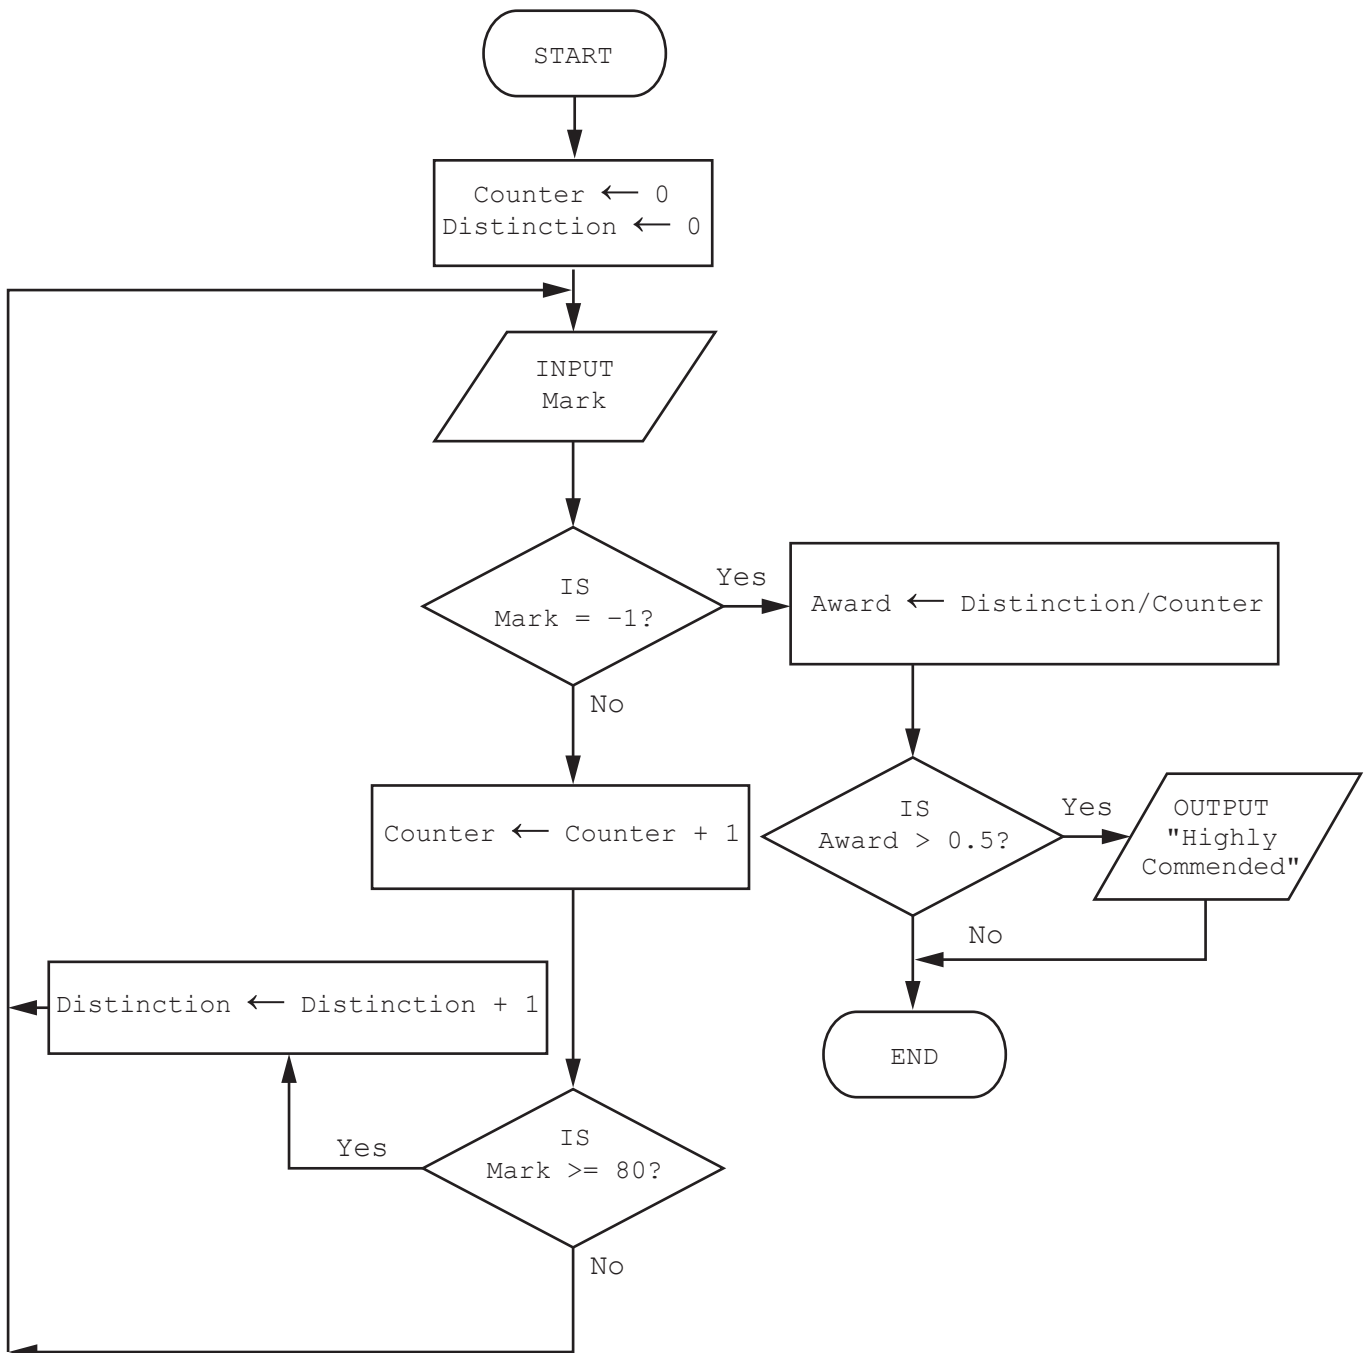 START
Counter ← 0
Distinction ← 0
INPUT
Mark
IS
Mark = –1?
Yes
Award ← Distinction/Counter
No
Counter ← Counter + 1
IS
Award > 0.5?
Yes
OUTPUT
"Highly
Commended"
No
Distinction ← Distinction + 1
END
IS
Mark >= 80?
Yes
No